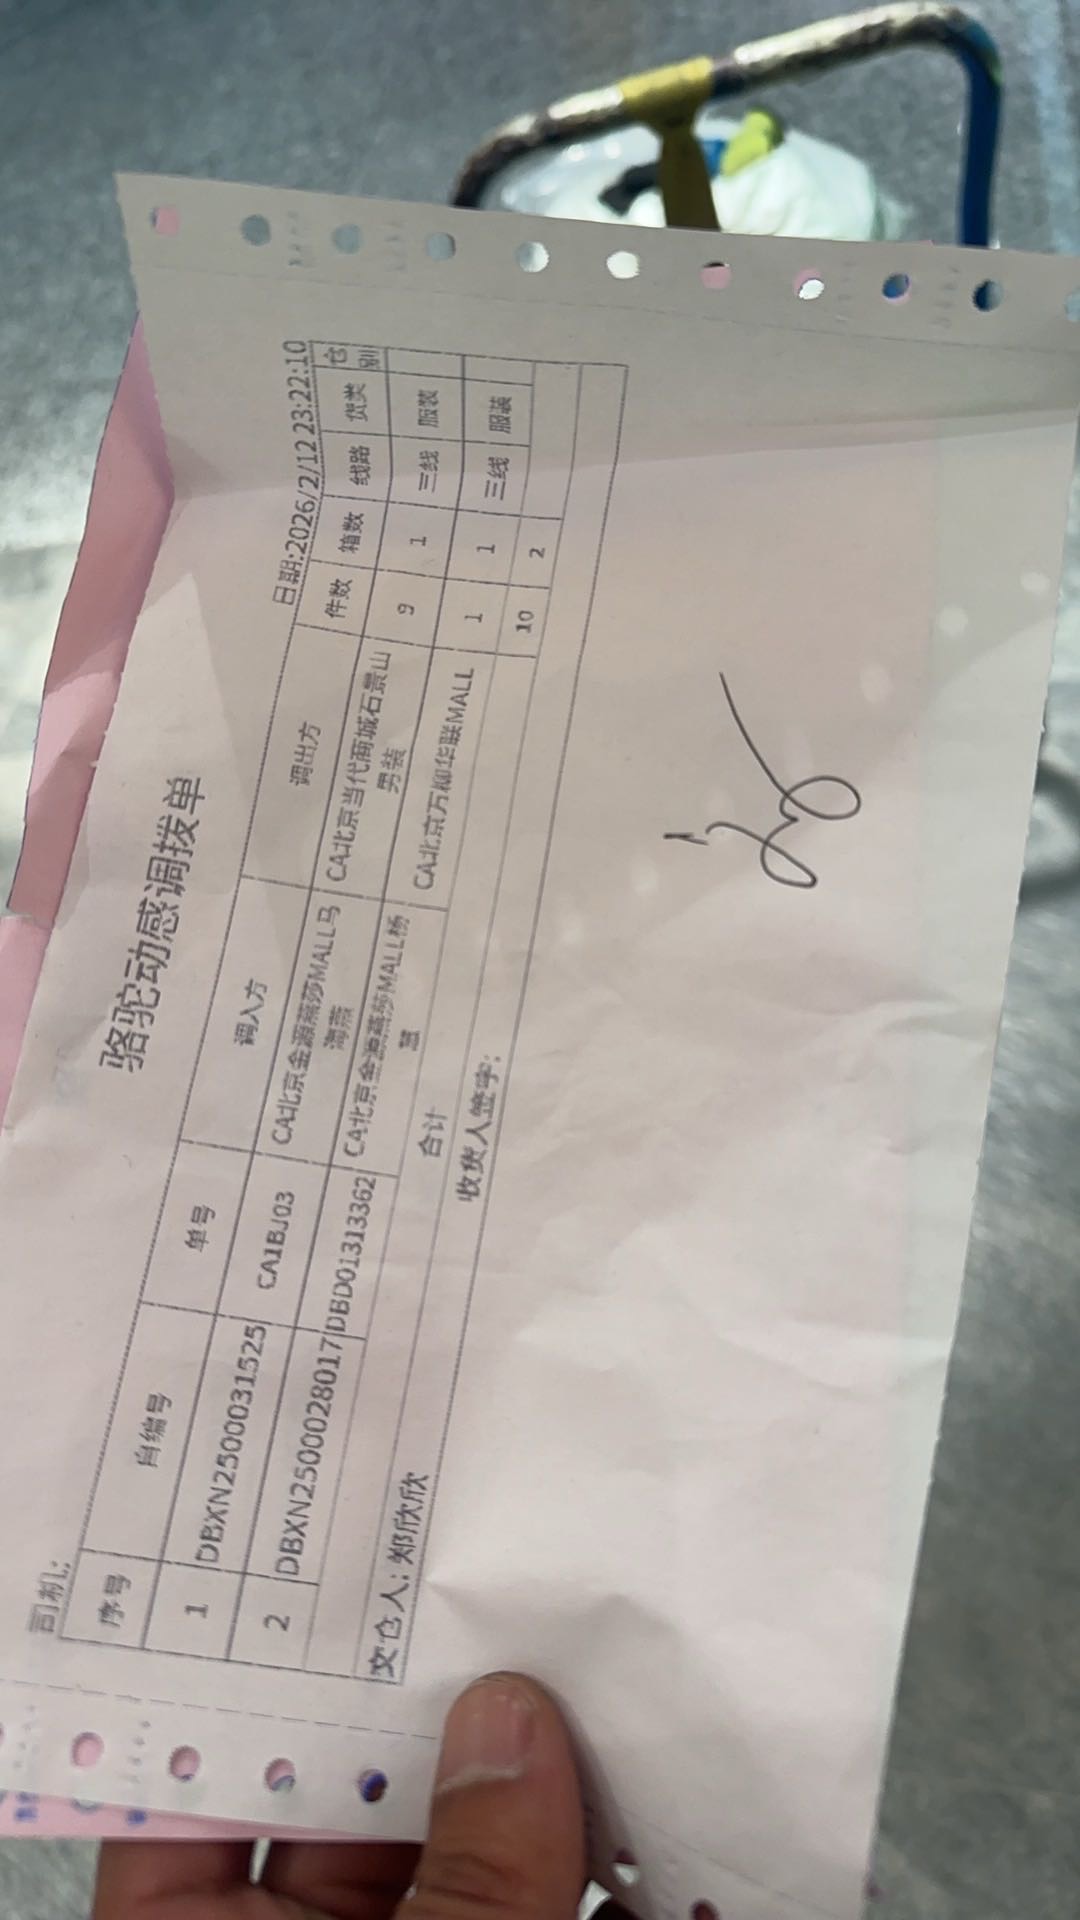 骆驼动感调拨单
司机: 日期:2026/2/12 23:22:10
序号 自编号 单号 调入方 调出方 件数 箱数 线路 货类 仓别
1 DBXN2500031525 CA1BJ03 CA北京金源燕莎MALL马海燕 CA北京当代商城石景山男装 9 1 三线 服装
2 DBXN2500028017 DBD01313362 CA北京金源燕莎MALL杨慧 CA北京万柳华联MALL 1 1 三线 服装
合计 10 2
交仓人: 郑欣欣 收货人签字: